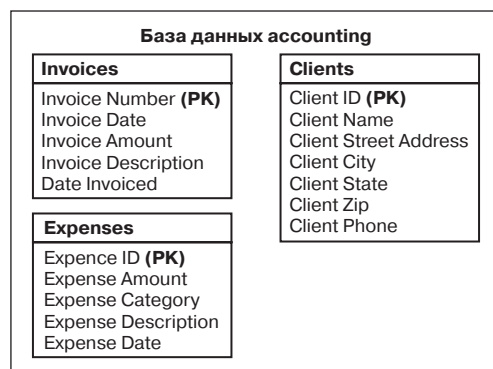 База данных accounting
Invoices
Invoice Number (PK)
Invoice Date
Invoice Amount
Invoice Description
Date Invoiced
Clients
Client ID (PK)
Client Name
Client Street Address
Client City
Client State
Client Zip
Client Phone
Expenses
Expence ID (PK)
Expense Amount
Expense Category
Expense Description
Expense Date